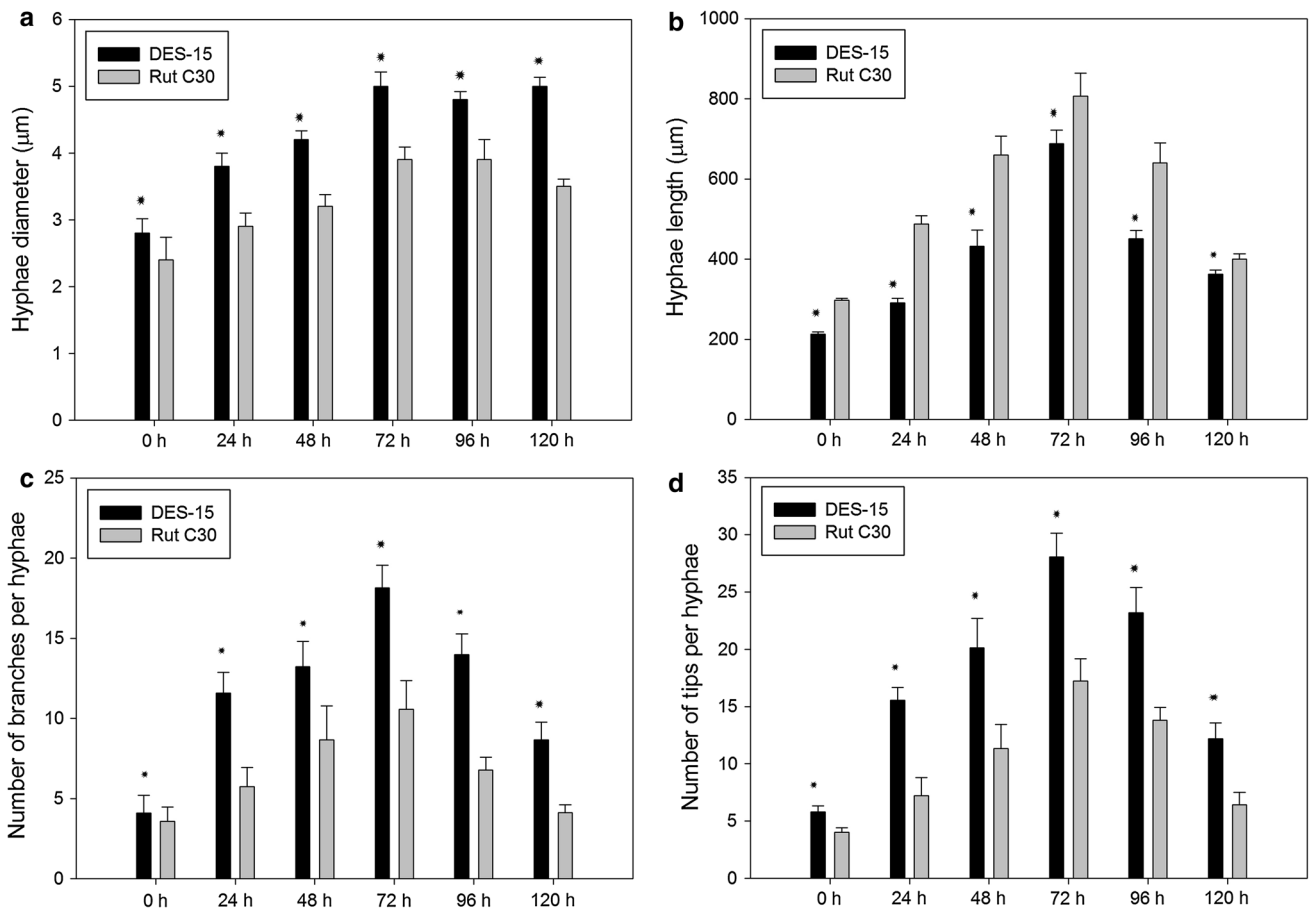 a
6
5
4
3
2
1
0
Hyphae diameter (μm)
DES-15
Rut C30
0 h 24 h 48 h 72 h 96 h 120 h
b
1000
800
600
400
200
0
Hyphae length (μm)
DES-15
Rut C30
0 h 24 h 48 h 72 h 96 h 120 h
c
25
20
15
10
5
0
Number of branches per hyphae
DES-15
Rut C30
0 h 24 h 48 h 72 h 96 h 120 h
d
35
30
25
20
15
10
5
0
Number of tips per hyphae
DES-15
Rut C30
0 h 24 h 48 h 72 h 96 h 120 h